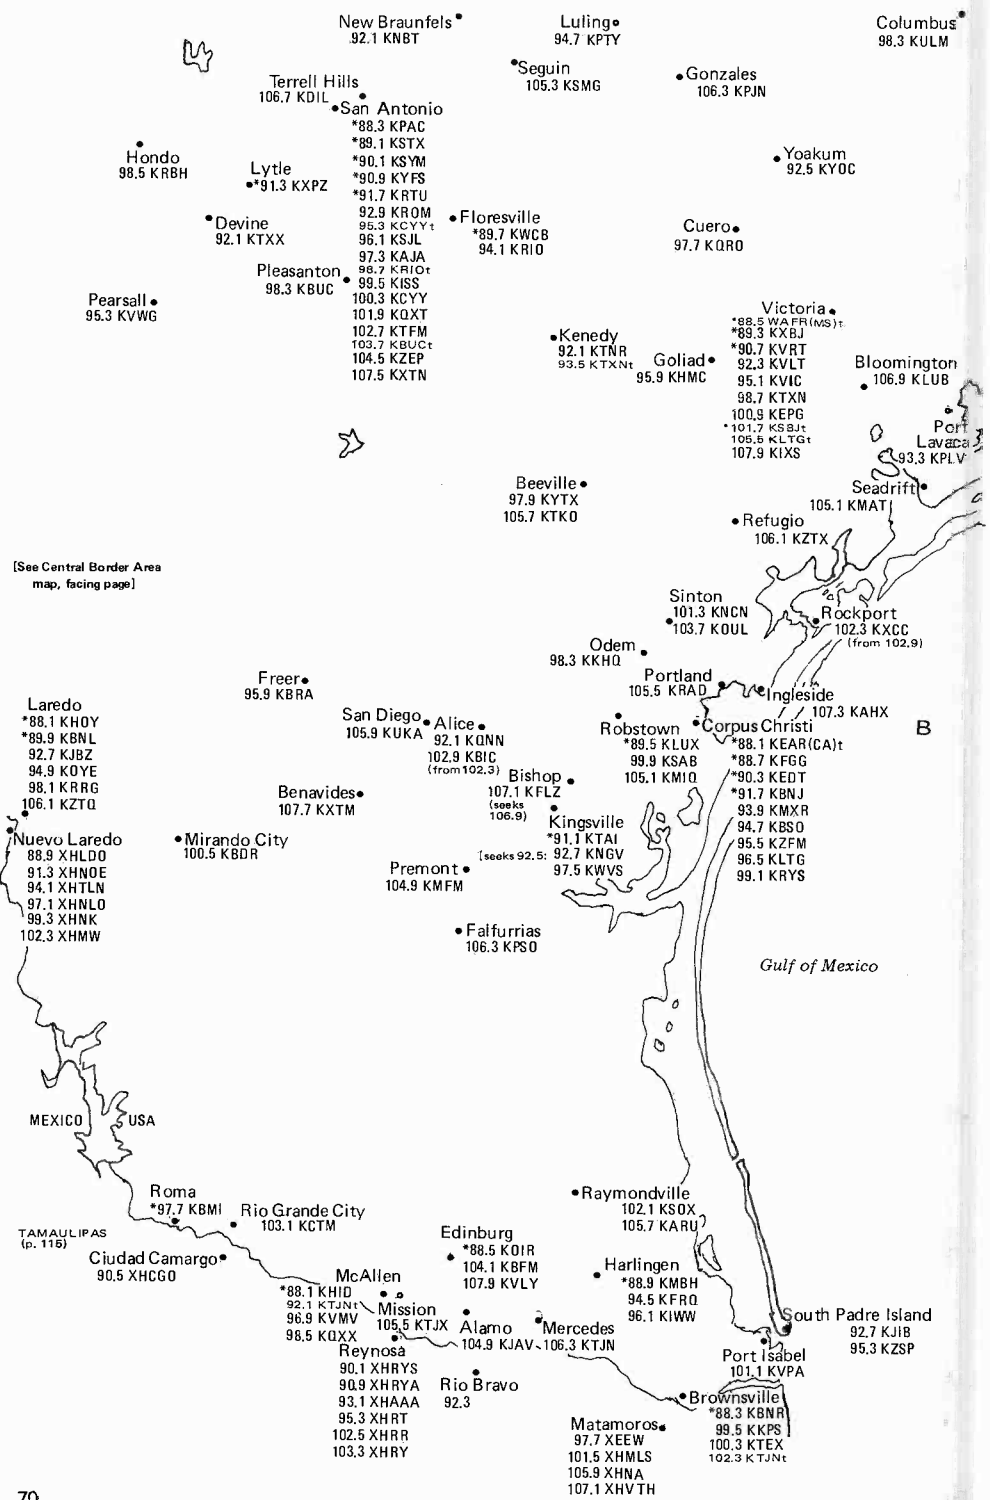 New Braunfels
92.1 KNBT
Luling
94.7 KPTY
Columbus
98.3 KULM
Seguin
105.3 KSMG
Gonzales
106.3 KPJN
Terrell Hills
106.7 KDIL
San Antonio
*88.3 KPAC
*89.1 KSTX
*90.1 KSYM
*90.9 KYFS
*91.7 KRTU
92.9 KROM
95.3 KCYYt
96.1 KSJL
97.3 KAJA
98.7 KRIOt
99.5 KISS
100.3 KCYY
101.9 KQXT
102.7 KTFM
103.7 KBUCt
104.5 KZEP
107.5 KXTN
Hondo
98.5 KRBH
Lytle
*91.3 KXPZ
Yoakum
92.5 KYOC
Devine
92.1 KTXX
Floresville
*89.7 KWCB
94.1 KRIO
Cuero
97.7 KQRO
Pleasanton
98.3 KBUC
Pearsall
95.3 KVWG
Victoria
*88.5 WAFR(MS)t
*89.3 KXBJ
*90.7 KVRT
92.3 KVLT
95.1 KVIC
98.7 KTXN
100.9 KEPG
*101.7 KSBJt
105.5 KLTGt
107.9 KIXS
Kenedy
92.1 KTNR
93.5 KTXNt
Goliad
95.9 KHMC
Bloomington
106.9 KLUB
Port
Lavaca
93.3 KPLV
Beeville
97.9 KYTX
105.7 KTKO
Seadrift
105.1 KMAT
Refugio
106.1 KZTX
[See Central Border Area
map, facing page]
Sinton
101.3 KNCN
103.7 KOUL
Rockport
102.3 KXCC
(from 102.9)
Odem
98.3 KKHQ
Freer
95.9 KBRA
Portland
105.5 KRAD
Ingleside
107.3 KAHX
Laredo
*88.1 KHOY
*89.9 KBNL
92.7 KJBZ
94.9 KOYE
98.1 KRRG
106.1 KZTQ
San Diego
105.9 KUKA
Alice
92.1 KQNN
102.9 KBIC
(from 102.3)
Robstown
*89.5 KLUX
99.9 KSAB
105.1 KMIQ
Corpus Christi
*88.1 KEAR(CA)t
*88.7 KFGG
*90.3 KEDT
*91.7 KBNJ
93.9 KMXR
94.7 KBSO
95.5 KZFM
96.5 KLTG
99.1 KRYS
B
Bishop
107.1 KFLZ
(seeks
106.9)
Benavides
107.7 KXTM
Kingsville
*91.1 KTAI
[seeks 92.5: 92.7 KNGV
97.5 KWVS
Nuevo Laredo
88.9 XHLDO
91.3 XHNOE
94.1 XHTLN
97.1 XHNLO
99.3 XHNK
102.3 XHMW
Mirando City
100.5 KBDR
Premont
104.9 KMFM
Falfurrias
106.3 KPSO
Gulf of Mexico
MEXICO
USA
Roma
*97.7 KBMI
Rio Grande City
103.1 KCTM
Raymondville
102.1 KSOX
105.7 KARU
TAMAULIPAS
(p. 115)
Ciudad Camargo
90.5 XHCGO
Edinburg
*88.5 KOIR
104.1 KBFM
107.9 KVLY
Harlingen
*88.9 KMBH
94.5 KFRQ
96.1 KIWW
McAllen
*88.1 KHID
92.1 KTJNt
96.9 KVMV
98.5 KQXX
Mission
105.5 KTJX
Alamo
104.9 KJAV
Mercedes
106.3 KTJN
South Padre Island
92.7 KJIB
95.3 KZSP
Reynosa
90.1 XHRYS
90.9 XHRYA
93.1 XHAAA
95.3 XHRT
102.5 XHRR
103.3 XHRY
Rio Bravo
92.3
Port Isabel
101.1 KVPA
Brownsville
*88.3 KBNR
99.5 KKPS
100.3 KTEX
102.3 KTJNt
Matamoros
97.7 XEEW
101.5 XHMLS
105.9 XHNA
107.1 XHVTH